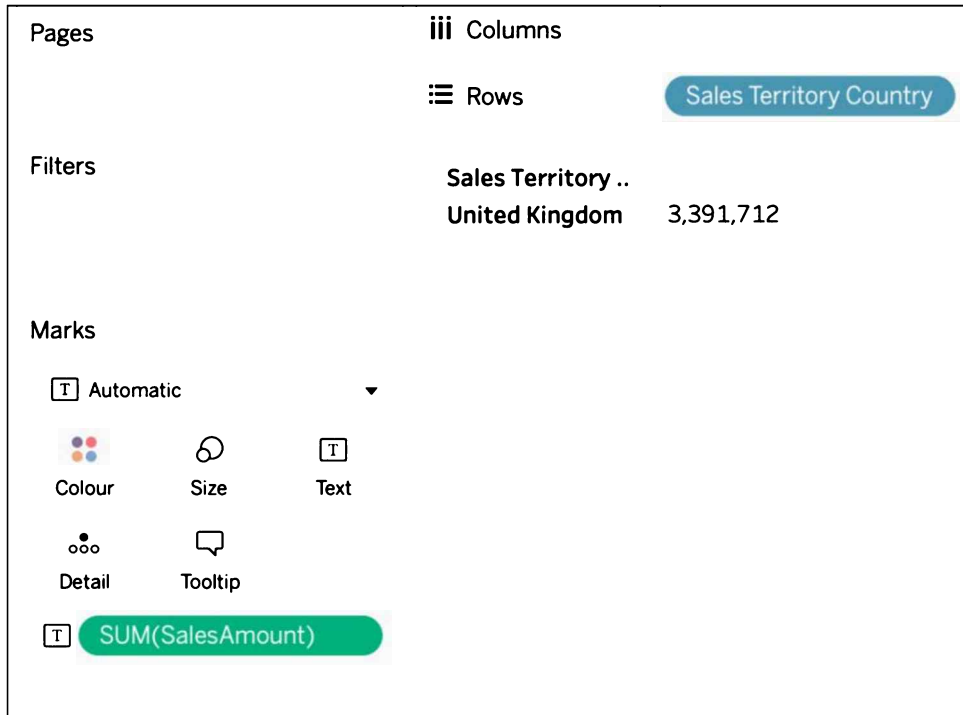 Pages
Columns
Rows
Sales Territory Country
Filters
Sales Territory ..
United Kingdom 3,391,712
Marks
T Automatic
Colour Size T Text
Detail Tooltip
T SUM(SalesAmount)